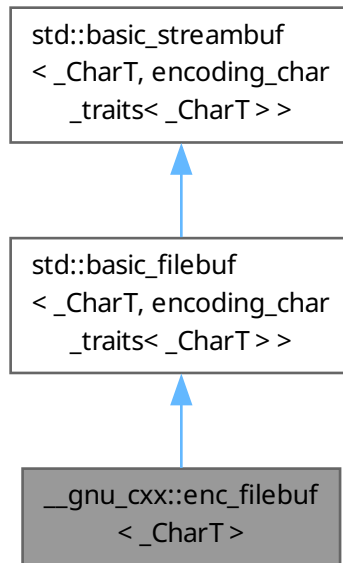 std::basic_streambuf
< _CharT, encoding_char
_traits< _CharT > >
std::basic_filebuf
< _CharT, encoding_char
_traits< _CharT > >
__gnu_cxx::enc_filebuf
< _CharT >